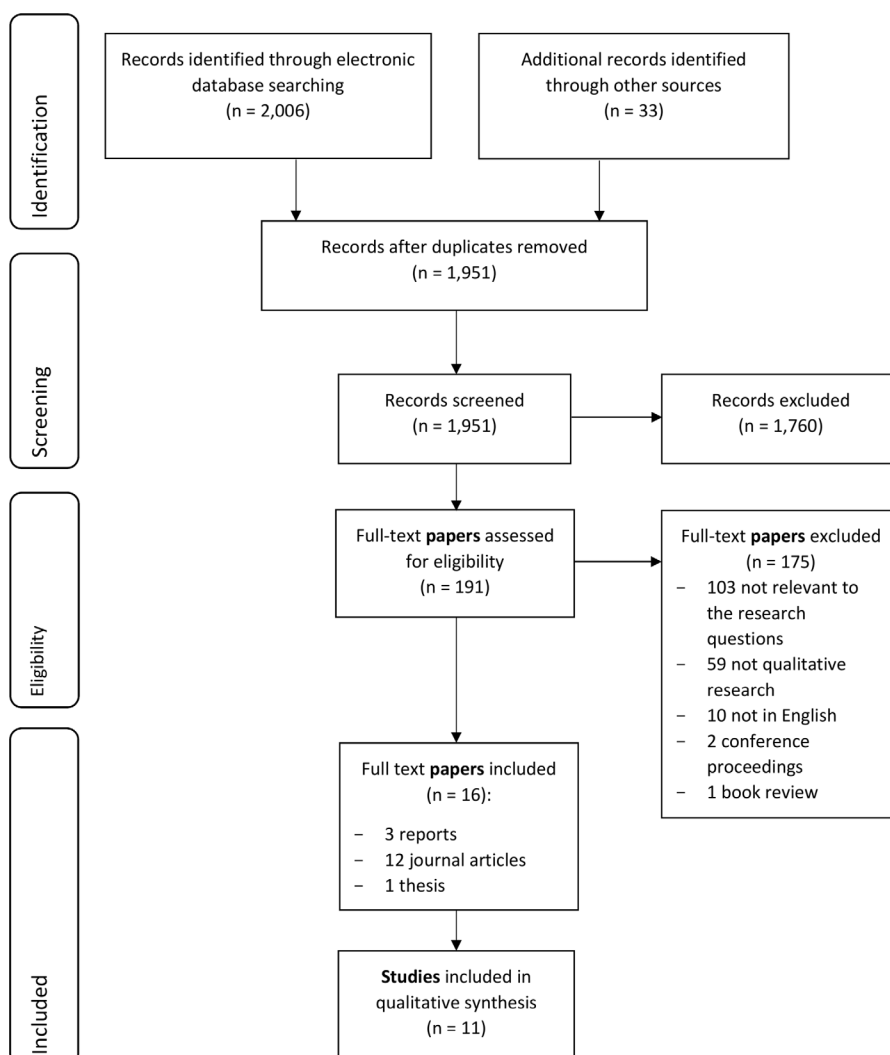 Identification
Records identified through electronic
database searching
(n = 2,006)
Additional records identified
through other sources
(n = 33)
Records after duplicates removed
(n = 1,951)
Screening
Records screened
(n = 1,951)
Records excluded
(n = 1,760)
Eligibility
Full-text papers assessed
for eligibility
(n = 191)
Full-text papers excluded
(n = 175)
− 103 not relevant to
the research
questions
− 59 not qualitative
research
− 10 not in English
− 2 conference
proceedings
− 1 book review
Included
Full text papers included
(n = 16):
− 3 reports
− 12 journal articles
− 1 thesis
Studies included in
qualitative synthesis
(n = 11)